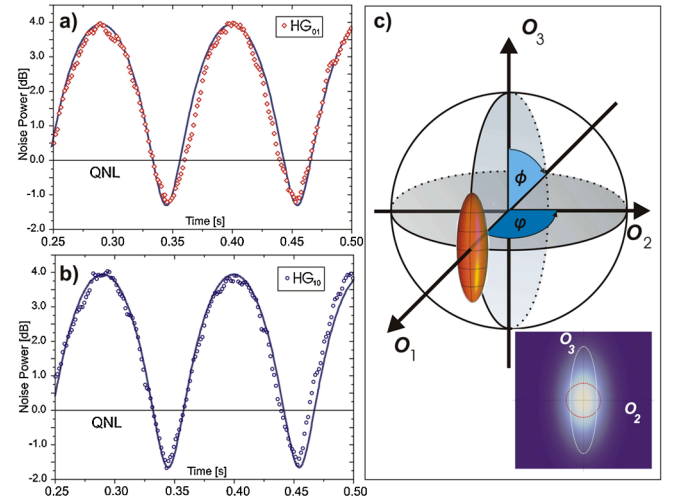 a)
HG01
Noise Power [dB]
4.0
3.0
2.0
1.0
0.0
-1.0
-2.0
QNL
Time [s]
0.25 0.30 0.35 0.40 0.45 0.50
b)
HG10
Noise Power [dB]
4.0
3.0
2.0
1.0
0.0
-1.0
-2.0
QNL
Time [s]
0.25 0.30 0.35 0.40 0.45 0.50
c)
O3
ϕ
φ
O2
O1
O3
O2